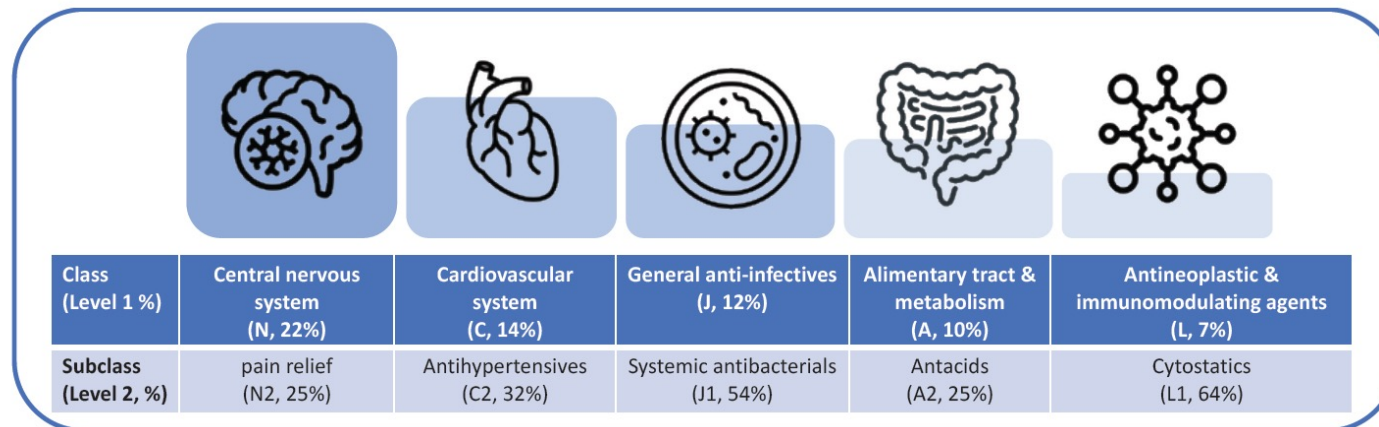 Class
(Level 1 %)
Central nervous
system
(N, 22%)
Cardiovascular
system
(C, 14%)
General anti-infectives
(J, 12%)
Alimentary tract &
metabolism
(A, 10%)
Antineoplastic &
immunomodulating agents
(L, 7%)
Subclass
(Level 2, %)
pain relief
(N2, 25%)
Antihypertensives
(C2, 32%)
Systemic antibacterials
(J1, 54%)
Antacids
(A2, 25%)
Cytostatics
(L1, 64%)